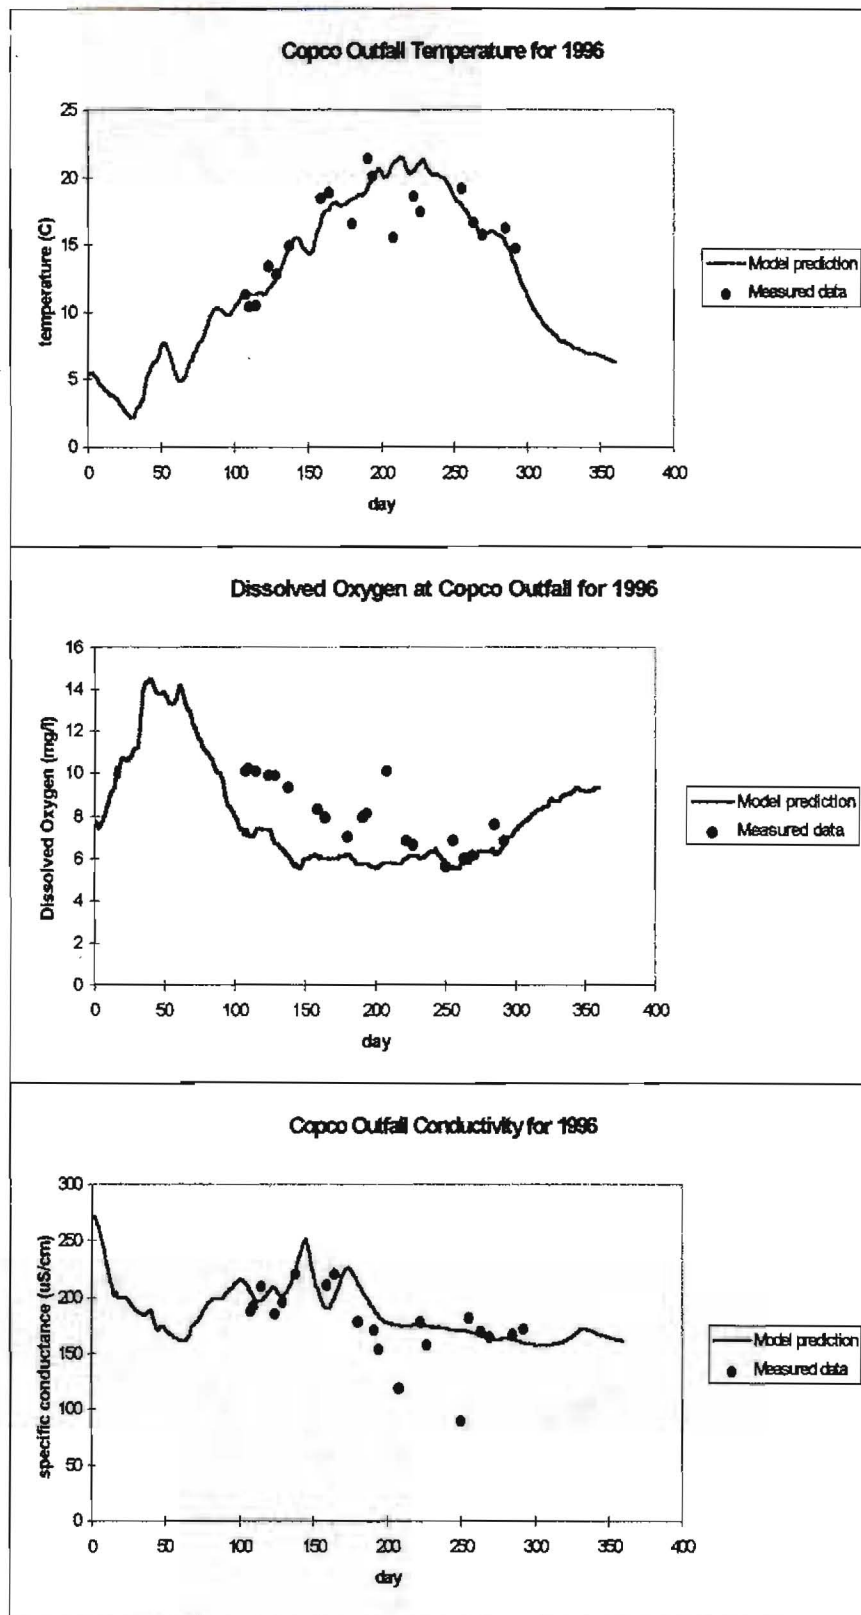 Copco Outfall Temperature for 1996
25
20
15
10
5
0
temperature (C)
0 50 100 150 200 250 300 350 400
day
Model prediction
Measured data
Dissolved Oxygen at Copco Outfall for 1996
16
14
12
10
8
6
4
2
0
Dissolved Oxygen (mg/l)
0 50 100 150 200 250 300 350 400
day
Model prediction
Measured data
Copco Outfall Conductivity for 1996
300
250
200
150
100
50
0
specific conductance (uS/cm)
0 50 100 150 200 250 300 350 400
day
Model prediction
Measured data